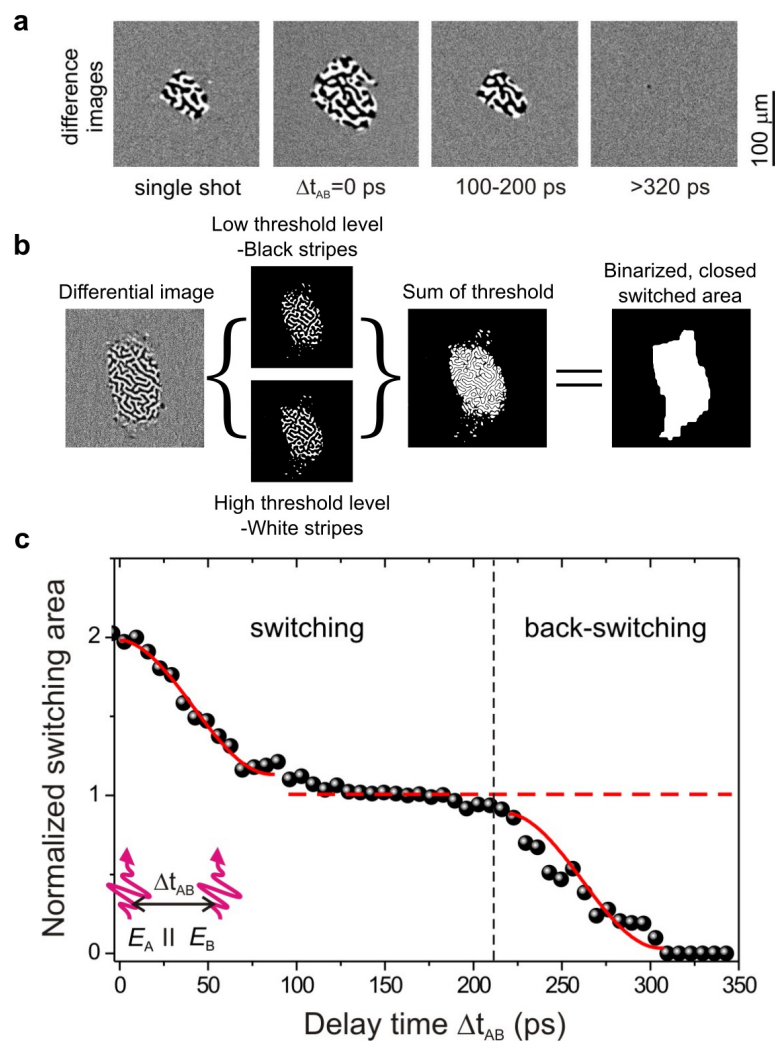 a
difference
images
single shot
Δt_AB=0 ps
100-200 ps
>320 ps
100 μm
b
Low threshold level
-Black stripes
Differential image
Sum of threshold
Binarized, closed
switched area
High threshold level
-White stripes
c
Normalized switching area
2
1
0
switching
back-switching
Δt_AB
E_A II E_B
0
50
100
150
200
250
300
350
Delay time Δt_AB (ps)